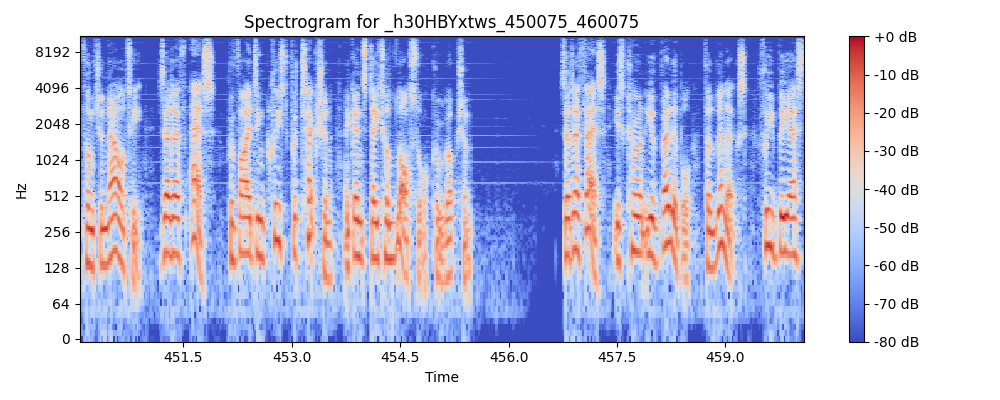 Spectrogram for _h30HBYxtws_450075_460075
8192
4096
2048
1024
512
256
128
64
0
Hz
451.5 453.0 454.5 456.0 457.5 459.0
Time
+0 dB
-10 dB
-20 dB
-30 dB
-40 dB
-50 dB
-60 dB
-70 dB
-80 dB